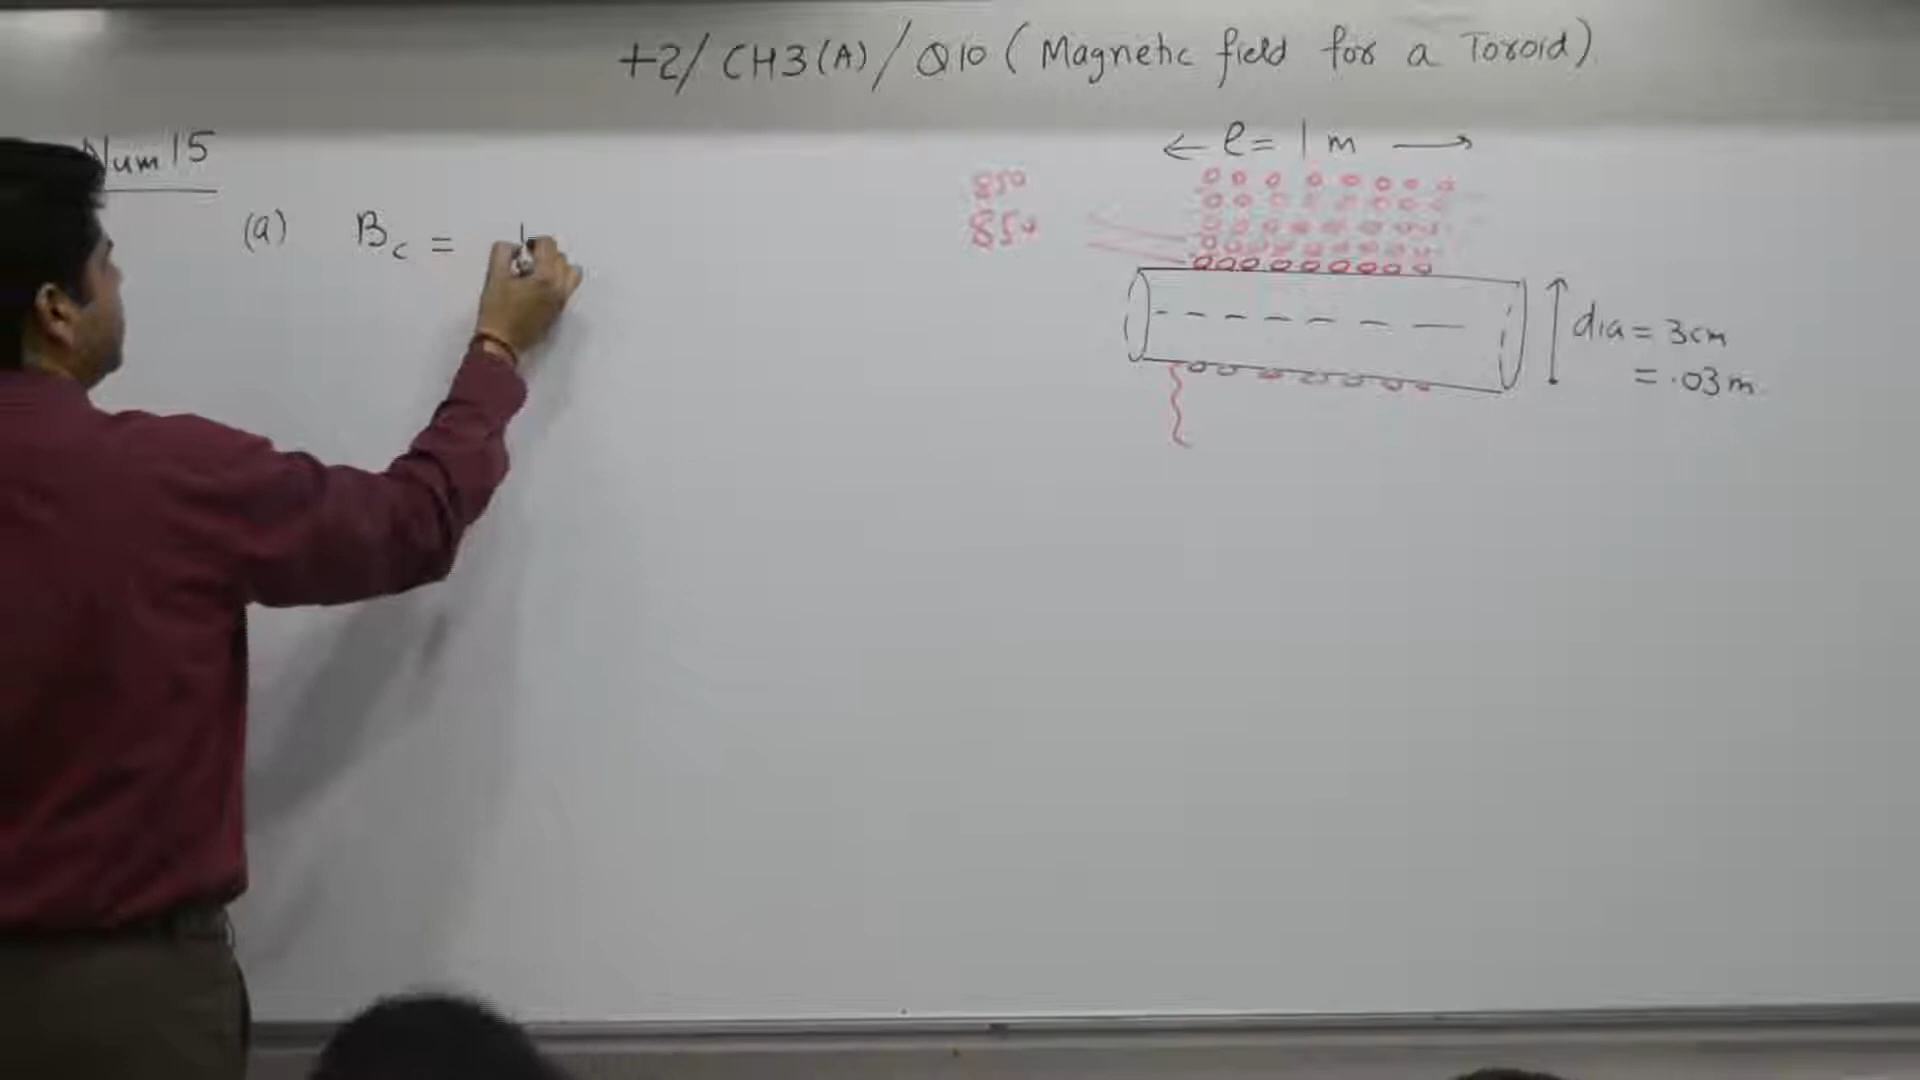 +2/ CH3(A) / Q10 ( Magnetic field for a Toroid)
Num 15
(a) Bc =
← l = 1 m →
850
850
dia = 3cm
= .03m